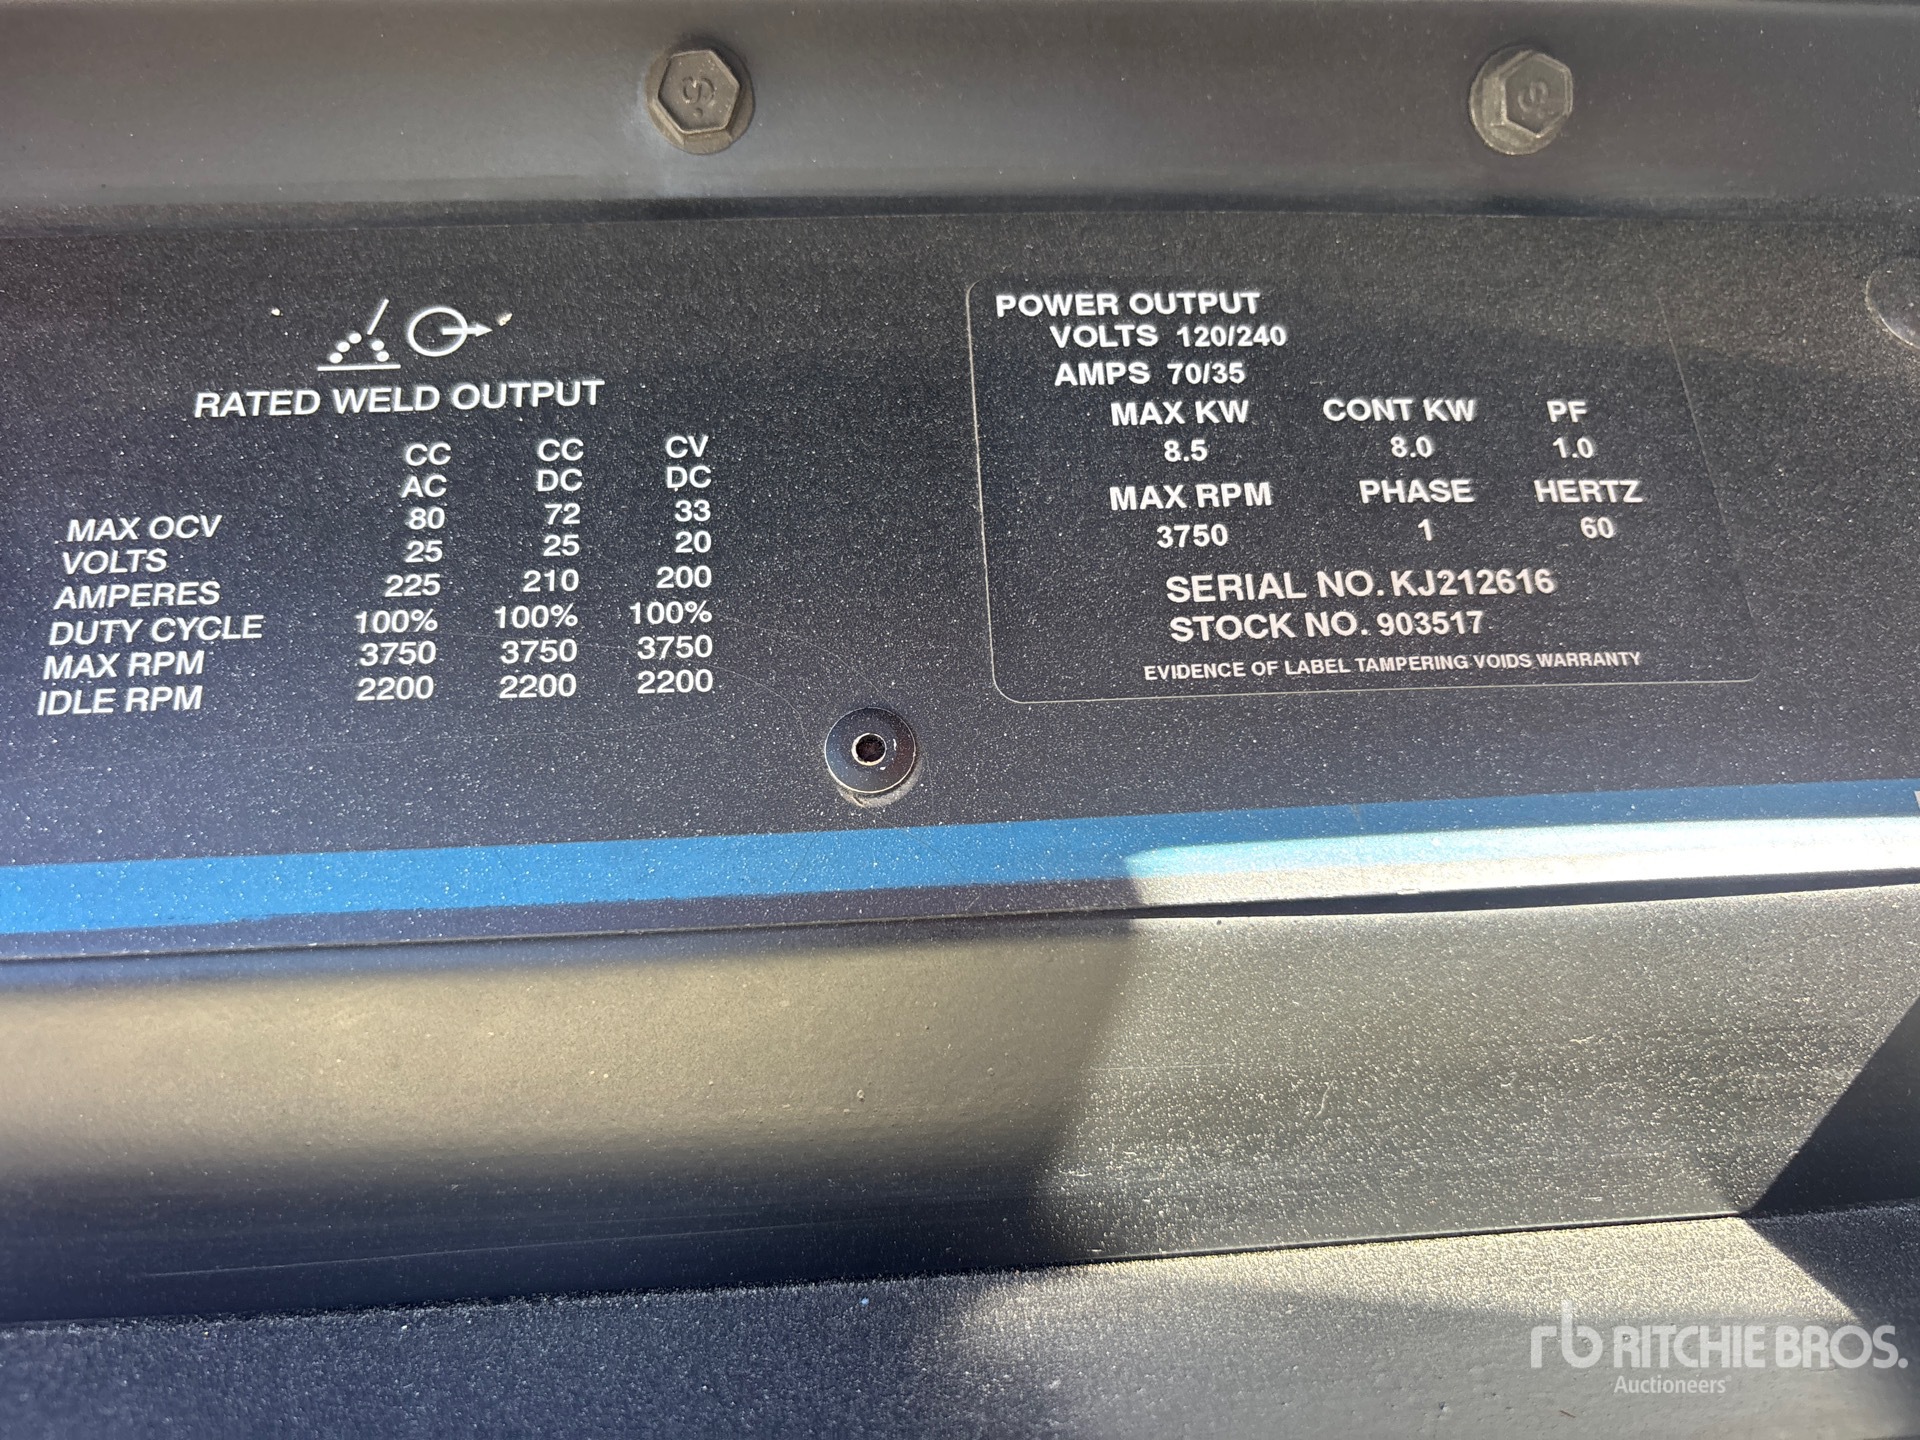 RATED WELD OUTPUT
CC CC CV
AC DC DC
MAX OCV 80 72 33
VOLTS 25 25 20
AMPERES 225 210 200
DUTY CYCLE 100% 100% 100%
MAX RPM 3750 3750 3750
IDLE RPM 2200 2200 2200
POWER OUTPUT
VOLTS 120/240
AMPS 70/35
MAX KW CONT KW PF
8.5 8.0 1.0
MAX RPM PHASE HERTZ
3750 1 60
SERIAL NO. KJ212616
STOCK NO. 903517
EVIDENCE OF LABEL TAMPERING VOIDS WARRANTY
rb RITCHIE BROS.
Auctioneers